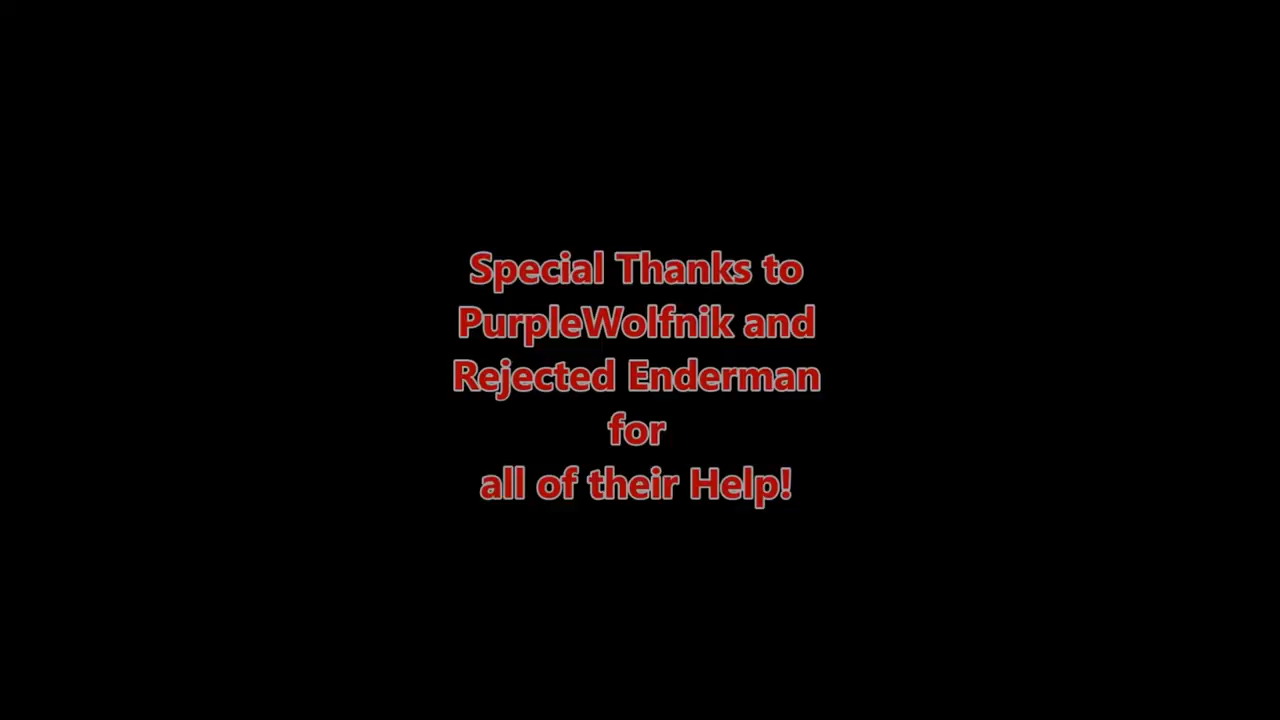 Special Thanks to
PurpleWolfnik and
Rejected Enderman
for
all of their Help!